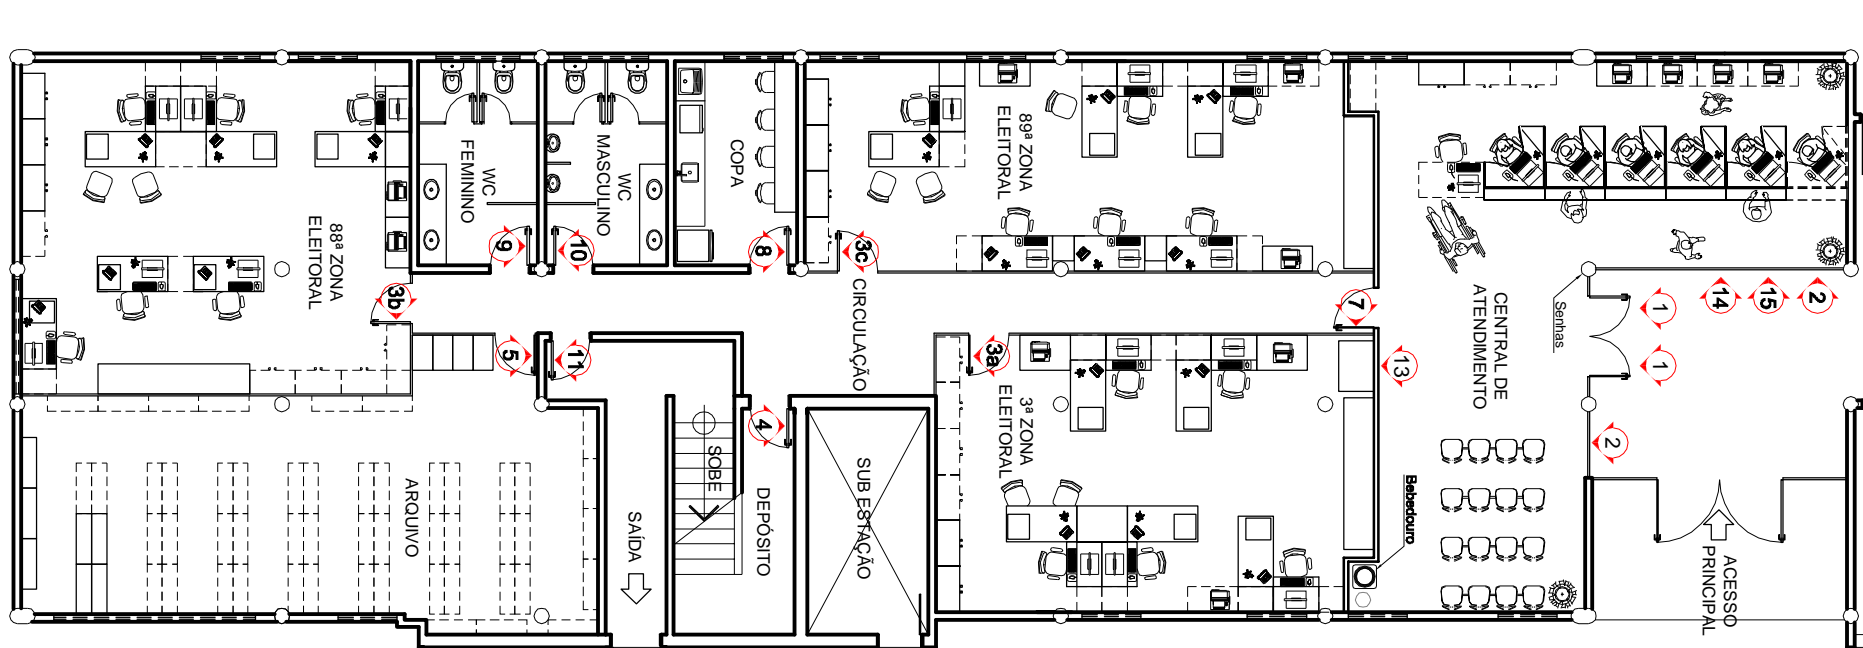 88ª ZONA
ELEITORAL
WC
FEMININO
WC
MASCULINO
COPA
89ª ZONA
ELEITORAL
CENTRAL DE
ATENDIMENTO
Senhas
CIRCULAÇÃO
3ª ZONA
ELEITORAL
ARQUIVO
SAÍDA
SOBE
DEPÓSITO
SUB ESTAÇÃO
Bebedouro
ACESSO
PRINCIPAL
9
10
8
3c
3b
7
14
15
2
1
1
5
11
3a
13
4
2